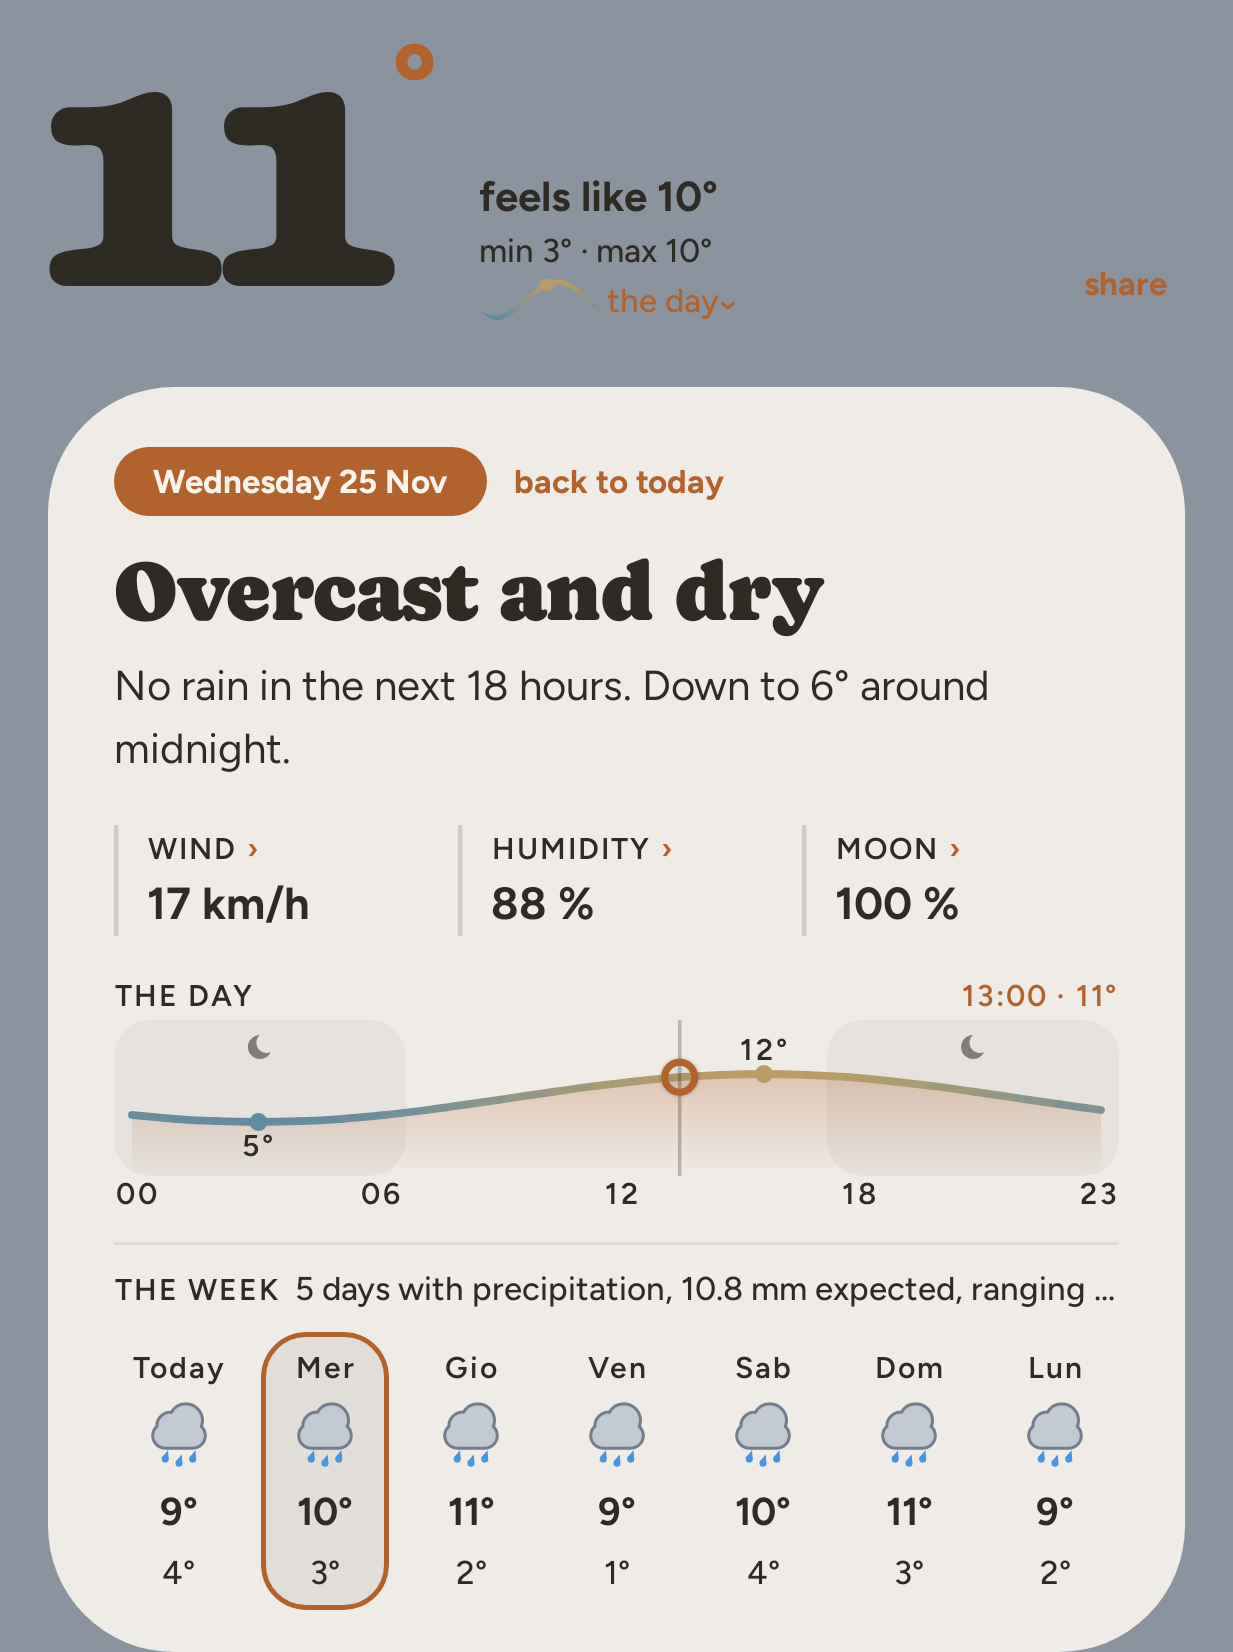 11°
feels like 10°
min 3° · max 10°
the day
share
Wednesday 25 Nov back to today
Overcast and dry
No rain in the next 18 hours. Down to 6° around
midnight.
WIND › HUMIDITY › MOON ›
17 km/h 88 % 100 %
THE DAY 13:00 · 11°
12°
5°
00 06 12 18 23
THE WEEK 5 days with precipitation, 10.8 mm expected, ranging ...
Today Mer Gio Ven Sab Dom Lun
9° 10° 11° 9° 10° 11° 9°
4° 3° 2° 1° 4° 3° 2°